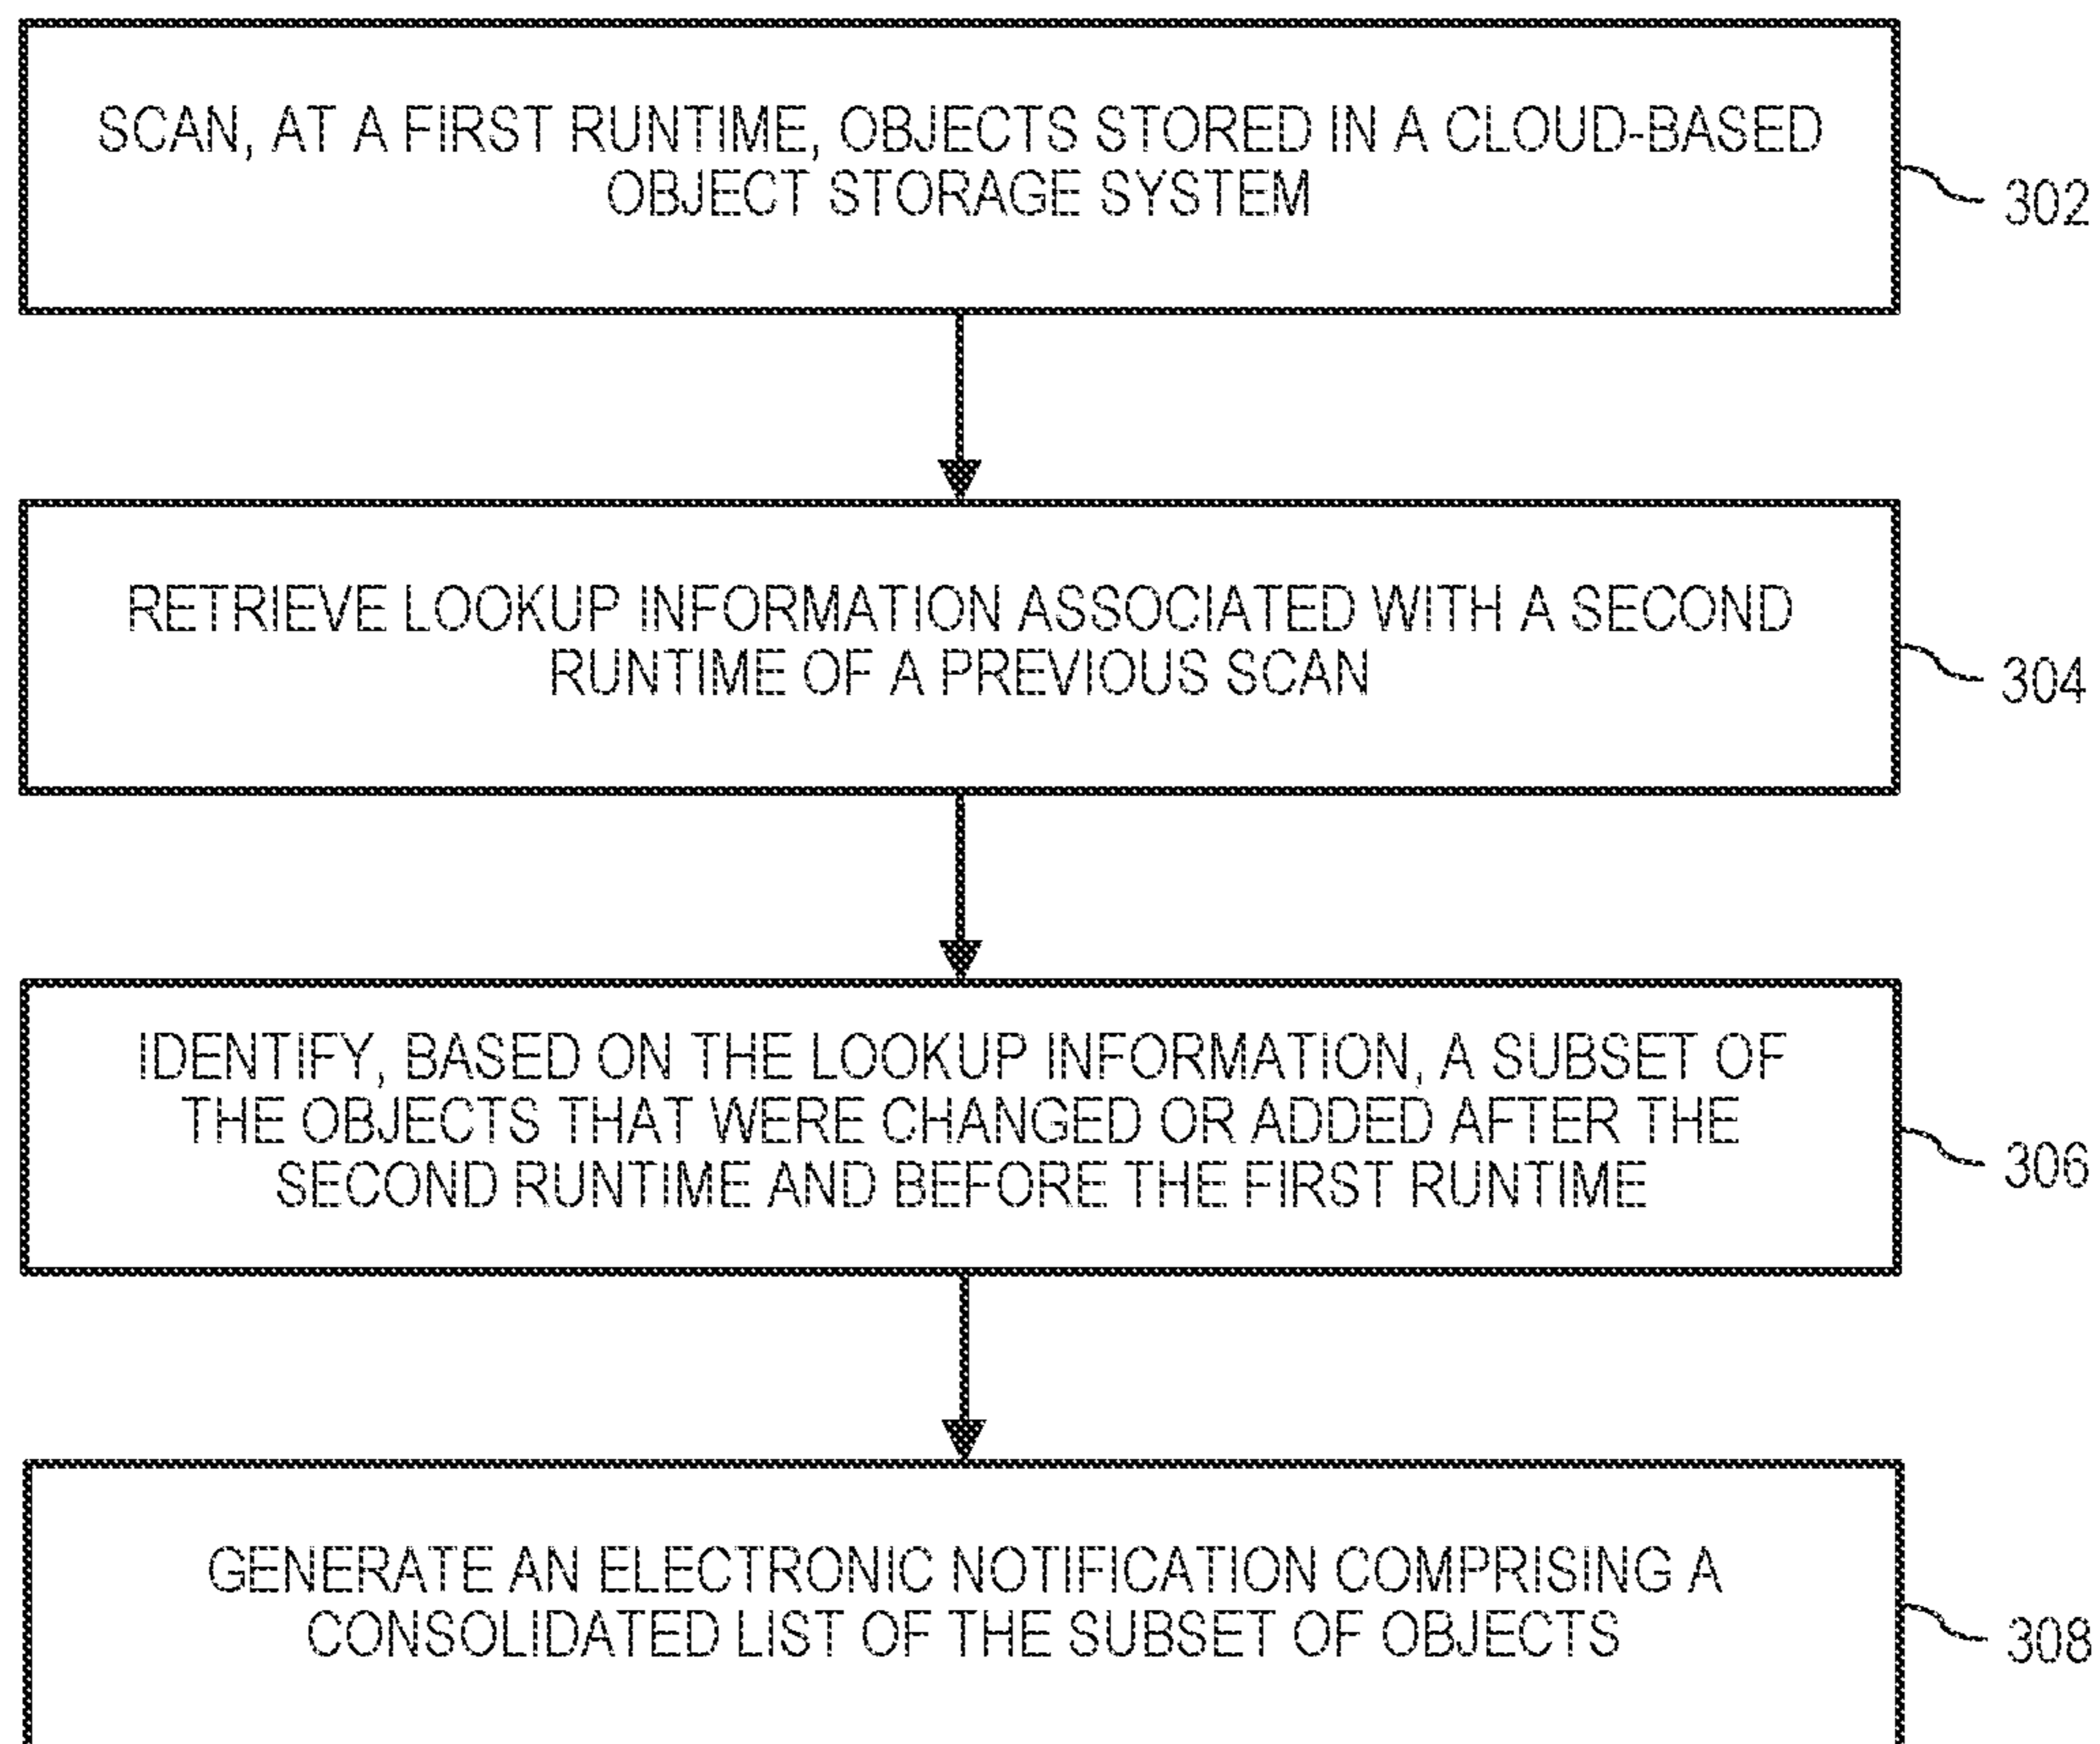 SCAN, AT A FIRST RUNTIME, OBJECTS STORED IN A CLOUD-BASED
OBJECT STORAGE SYSTEM
302
RETRIEVE LOOKUP INFORMATION ASSOCIATED WITH A SECOND
RUNTIME OF A PREVIOUS SCAN
304
IDENTIFY, BASED ON THE LOOKUP INFORMATION, A SUBSET OF
THE OBJECTS THAT WERE CHANGED OR ADDED AFTER THE
SECOND RUNTIME AND BEFORE THE FIRST RUNTIME
306
GENERATE AN ELECTRONIC NOTIFICATION COMPRISING A
CONSOLIDATED LIST OF THE SUBSET OF OBJECTS
308